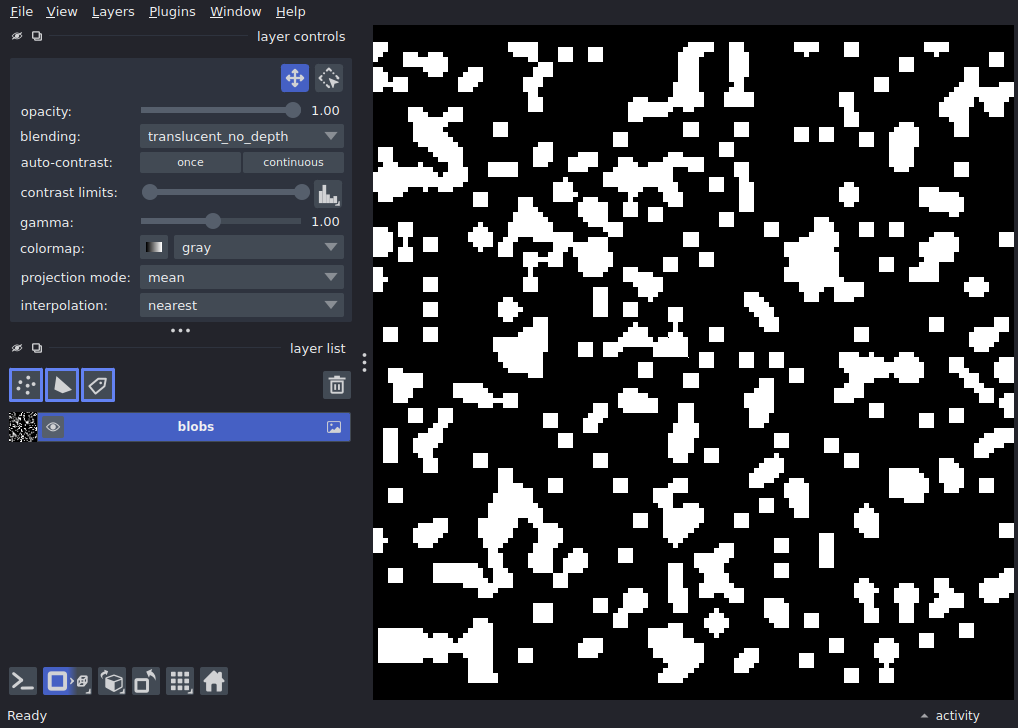 File View Layers Plugins Window Help
layer controls
opacity: 1.00
blending: translucent_no_depth
auto-contrast: once continuous
contrast limits:
gamma: 1.00
colormap: gray
projection mode: mean
interpolation: nearest
layer list
blobs
Ready activity